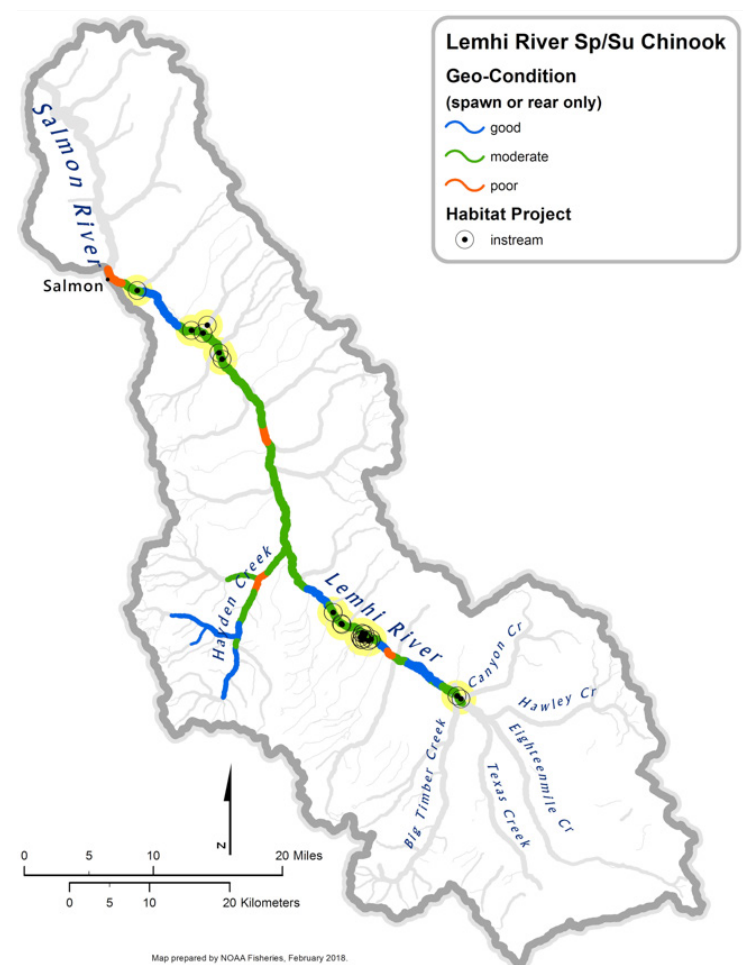 Lemhi River Sp/Su Chinook
Geo-Condition
(spawn or rear only)
good
moderate
poor
Habitat Project
instream
Salmon River
Salmon
Hayden Creek
Lemhi River
Canyon Cr
Hawley Cr
Eighteenmile Cr
Texas Creek
Big Timber Creek
N
0 5 10 20 Miles
0 5 10 20 Kilometers
Map prepared by NOAA Fisheries, February 2018.